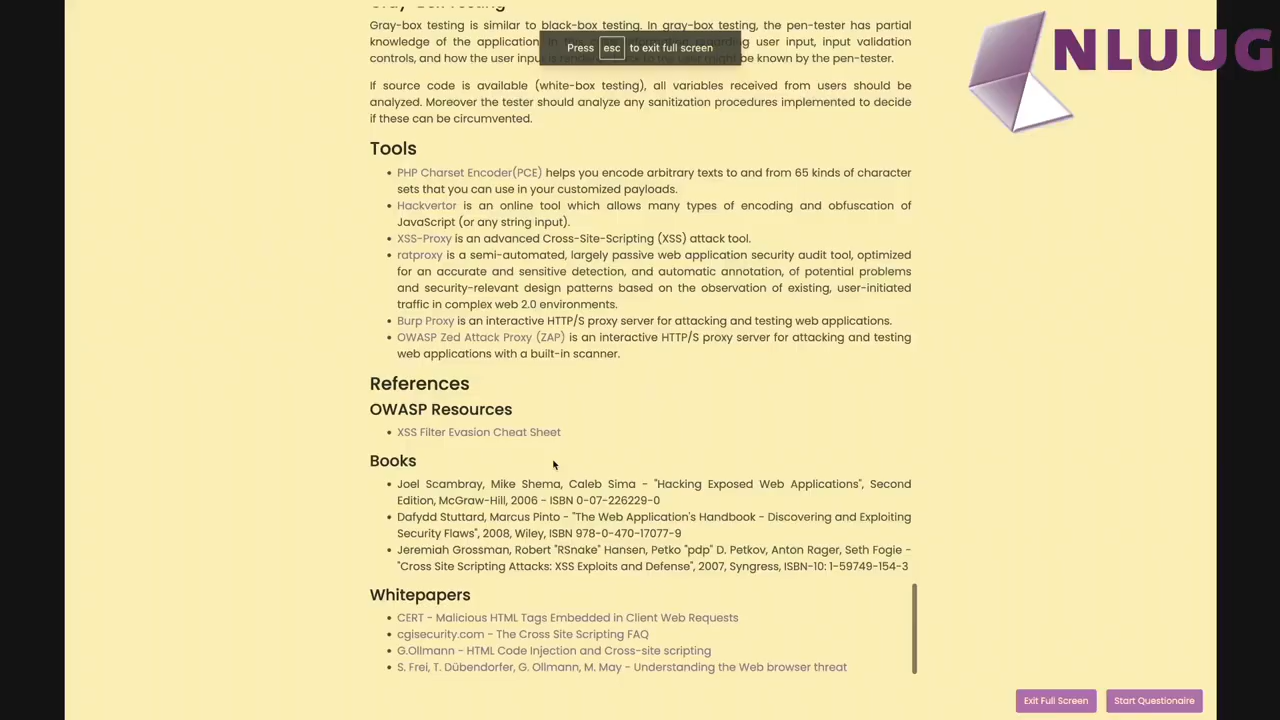 Gray-Box Testing
Gray-box testing is similar to black-box testing. In gray-box testing, the pen-tester has partial
knowledge of the application. user input, input validation
controls, and how the user input might be known by the pen-tester.
Press esc to exit full screen
NLUUG
If source code is available (white-box testing), all variables received from users should be
analyzed. Moreover the tester should analyze any sanitization procedures implemented to decide
if these can be circumvented.
Tools
• PHP Charset Encoder(PCE) helps you encode arbitrary texts to and from 65 kinds of character
sets that you can use in your customized payloads.
• Hackvertor is an online tool which allows many types of encoding and obfuscation of
JavaScript (or any string input).
• XSS-Proxy is an advanced Cross-Site-Scripting (XSS) attack tool.
• ratproxy is a semi-automated, largely passive web application security audit tool, optimized
for an accurate and sensitive detection, and automatic annotation, of potential problems
and security-relevant design patterns based on the observation of existing, user-initiated
traffic in complex web 2.0 environments.
• Burp Proxy is an interactive HTTP/S proxy server for attacking and testing web applications.
• OWASP Zed Attack Proxy (ZAP) is an interactive HTTP/S proxy server for attacking and testing
web applications with a built-in scanner.
References
OWASP Resources
• XSS Filter Evasion Cheat Sheet
Books
• Joel Scambray, Mike Shema, Caleb Sima - "Hacking Exposed Web Applications", Second
Edition, McGraw-Hill, 2006 - ISBN 0-07-226229-0
• Dafydd Stuttard, Marcus Pinto - "The Web Application's Handbook - Discovering and Exploiting
Security Flaws", 2008, Wiley, ISBN 978-0-470-17077-9
• Jeremiah Grossman, Robert "RSnake" Hansen, Petko "pdp" D. Petkov, Anton Rager, Seth Fogie -
"Cross Site Scripting Attacks: XSS Exploits and Defense", 2007, Syngress, ISBN-10: 1-59749-154-3
Whitepapers
• CERT - Malicious HTML Tags Embedded in Client Web Requests
• cgisecurity.com - The Cross Site Scripting FAQ
• G.Ollmann - HTML Code Injection and Cross-site scripting
• S. Frei, T. Dübendorfer, G. Ollmann, M. May - Understanding the Web browser threat
Exit Full Screen
Start Questionaire